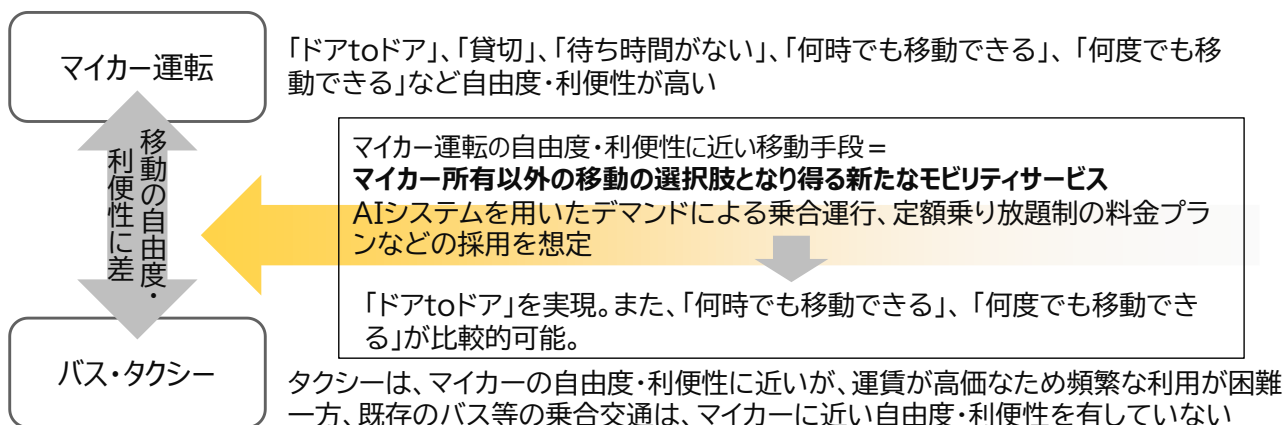 マイカー運転
「ドアtoドア」、「貸切」、「待ち時間がない」、「何時でも移動できる」、「何度でも移
動できる」など自由度・利便性が高い
移動の自由度・
利便性に差
マイカー運転の自由度・利便性に近い移動手段=
マイカー所有以外の移動の選択肢となり得る新たなモビリティサービス
AIシステムを用いたデマンドによる乗合運行、定額乗り放題制の料金プラ
ンなどの採用を想定
「ドアtoドア」を実現。また、「何時でも移動できる」、「何度でも移動でき
る」が比較的可能。
バス・タクシー
タクシーは、マイカーの自由度・利便性に近いが、運賃が高価なため頻繁な利用が困難
一方、既存のバス等の乗合交通は、マイカーに近い自由度・利便性を有していない